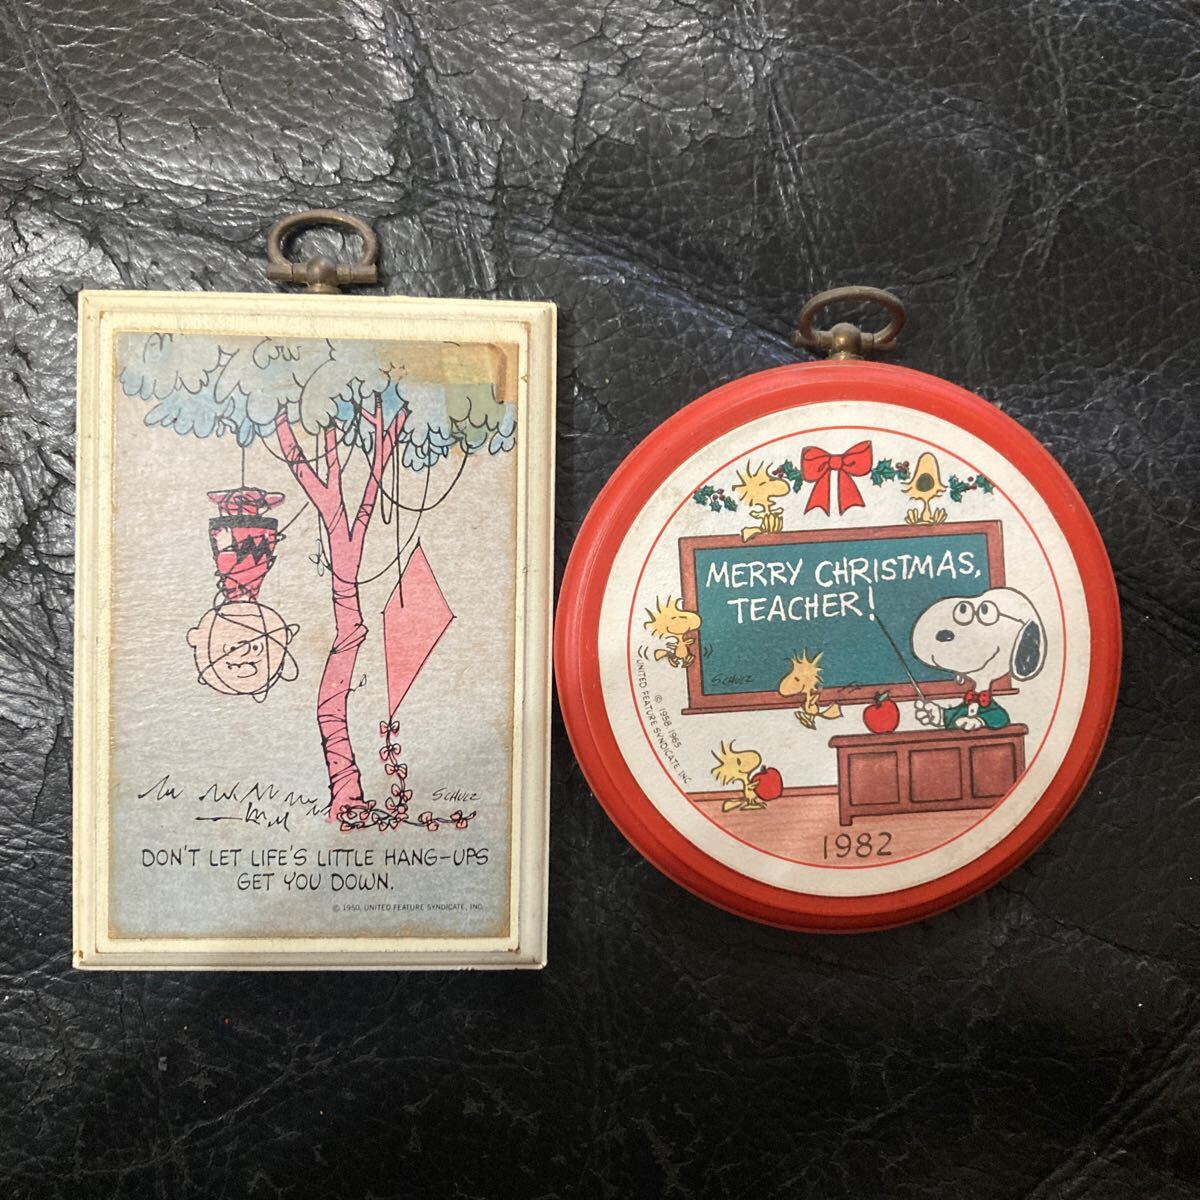 SCHULZ
DON'T LET LIFE'S LITTLE HANG-UPS
GET YOU DOWN.
© 1950, UNITED FEATURE SYNDICATE, INC.
MERRY CHRISTMAS,
TEACHER!
SCHULZ
© 1958, 1965
UNITED FEATURE SYNDICATE, INC.
1982